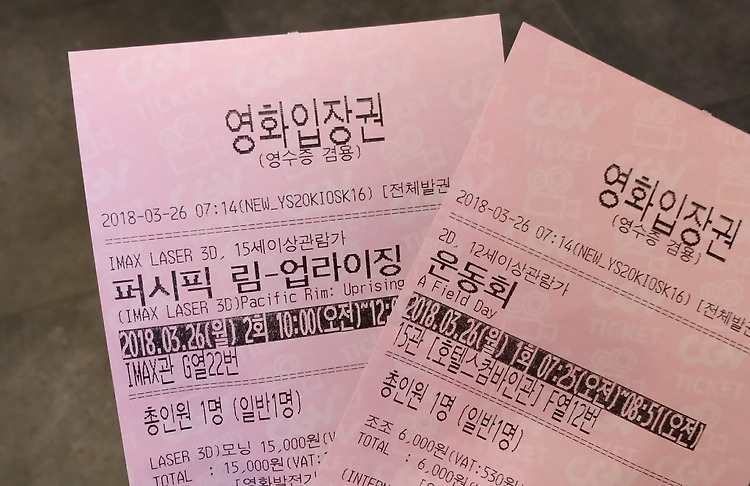 영화입장권
(영수증 겸용)
2018-03-26 07:14(NEW_YS20KIOSK16) [전체발권
IMAX LASER 3D, 15세이상관람가
퍼시픽 림-업라이징
(IMAX LASER 3D)Pacific Rim: Uprising
2018.03.26(월) 2회 10:00(오전)~12:
IMAX관 G열22번
총인원 1명 (일반1명)
LASER 3D)모닝 15,000원(V
TOTAL : 15,000원(VAT:
[영화발전기
영화입장권
(영수증 겸용)
2018-03-26 07:14(NEW_YS20KIOSK16) [전체
2D, 12세이상관람가
운동회
A Field Day
2018.03.26(월) 1회 07:25(오전)~08:51(오전)
15관 [호텔스컴바인관] F열12번
총인원 1명 (일반1명)
조조 6,000원(VAT:530원
TOTAL : 6,000원(
(INTERN
CGV
TICKET